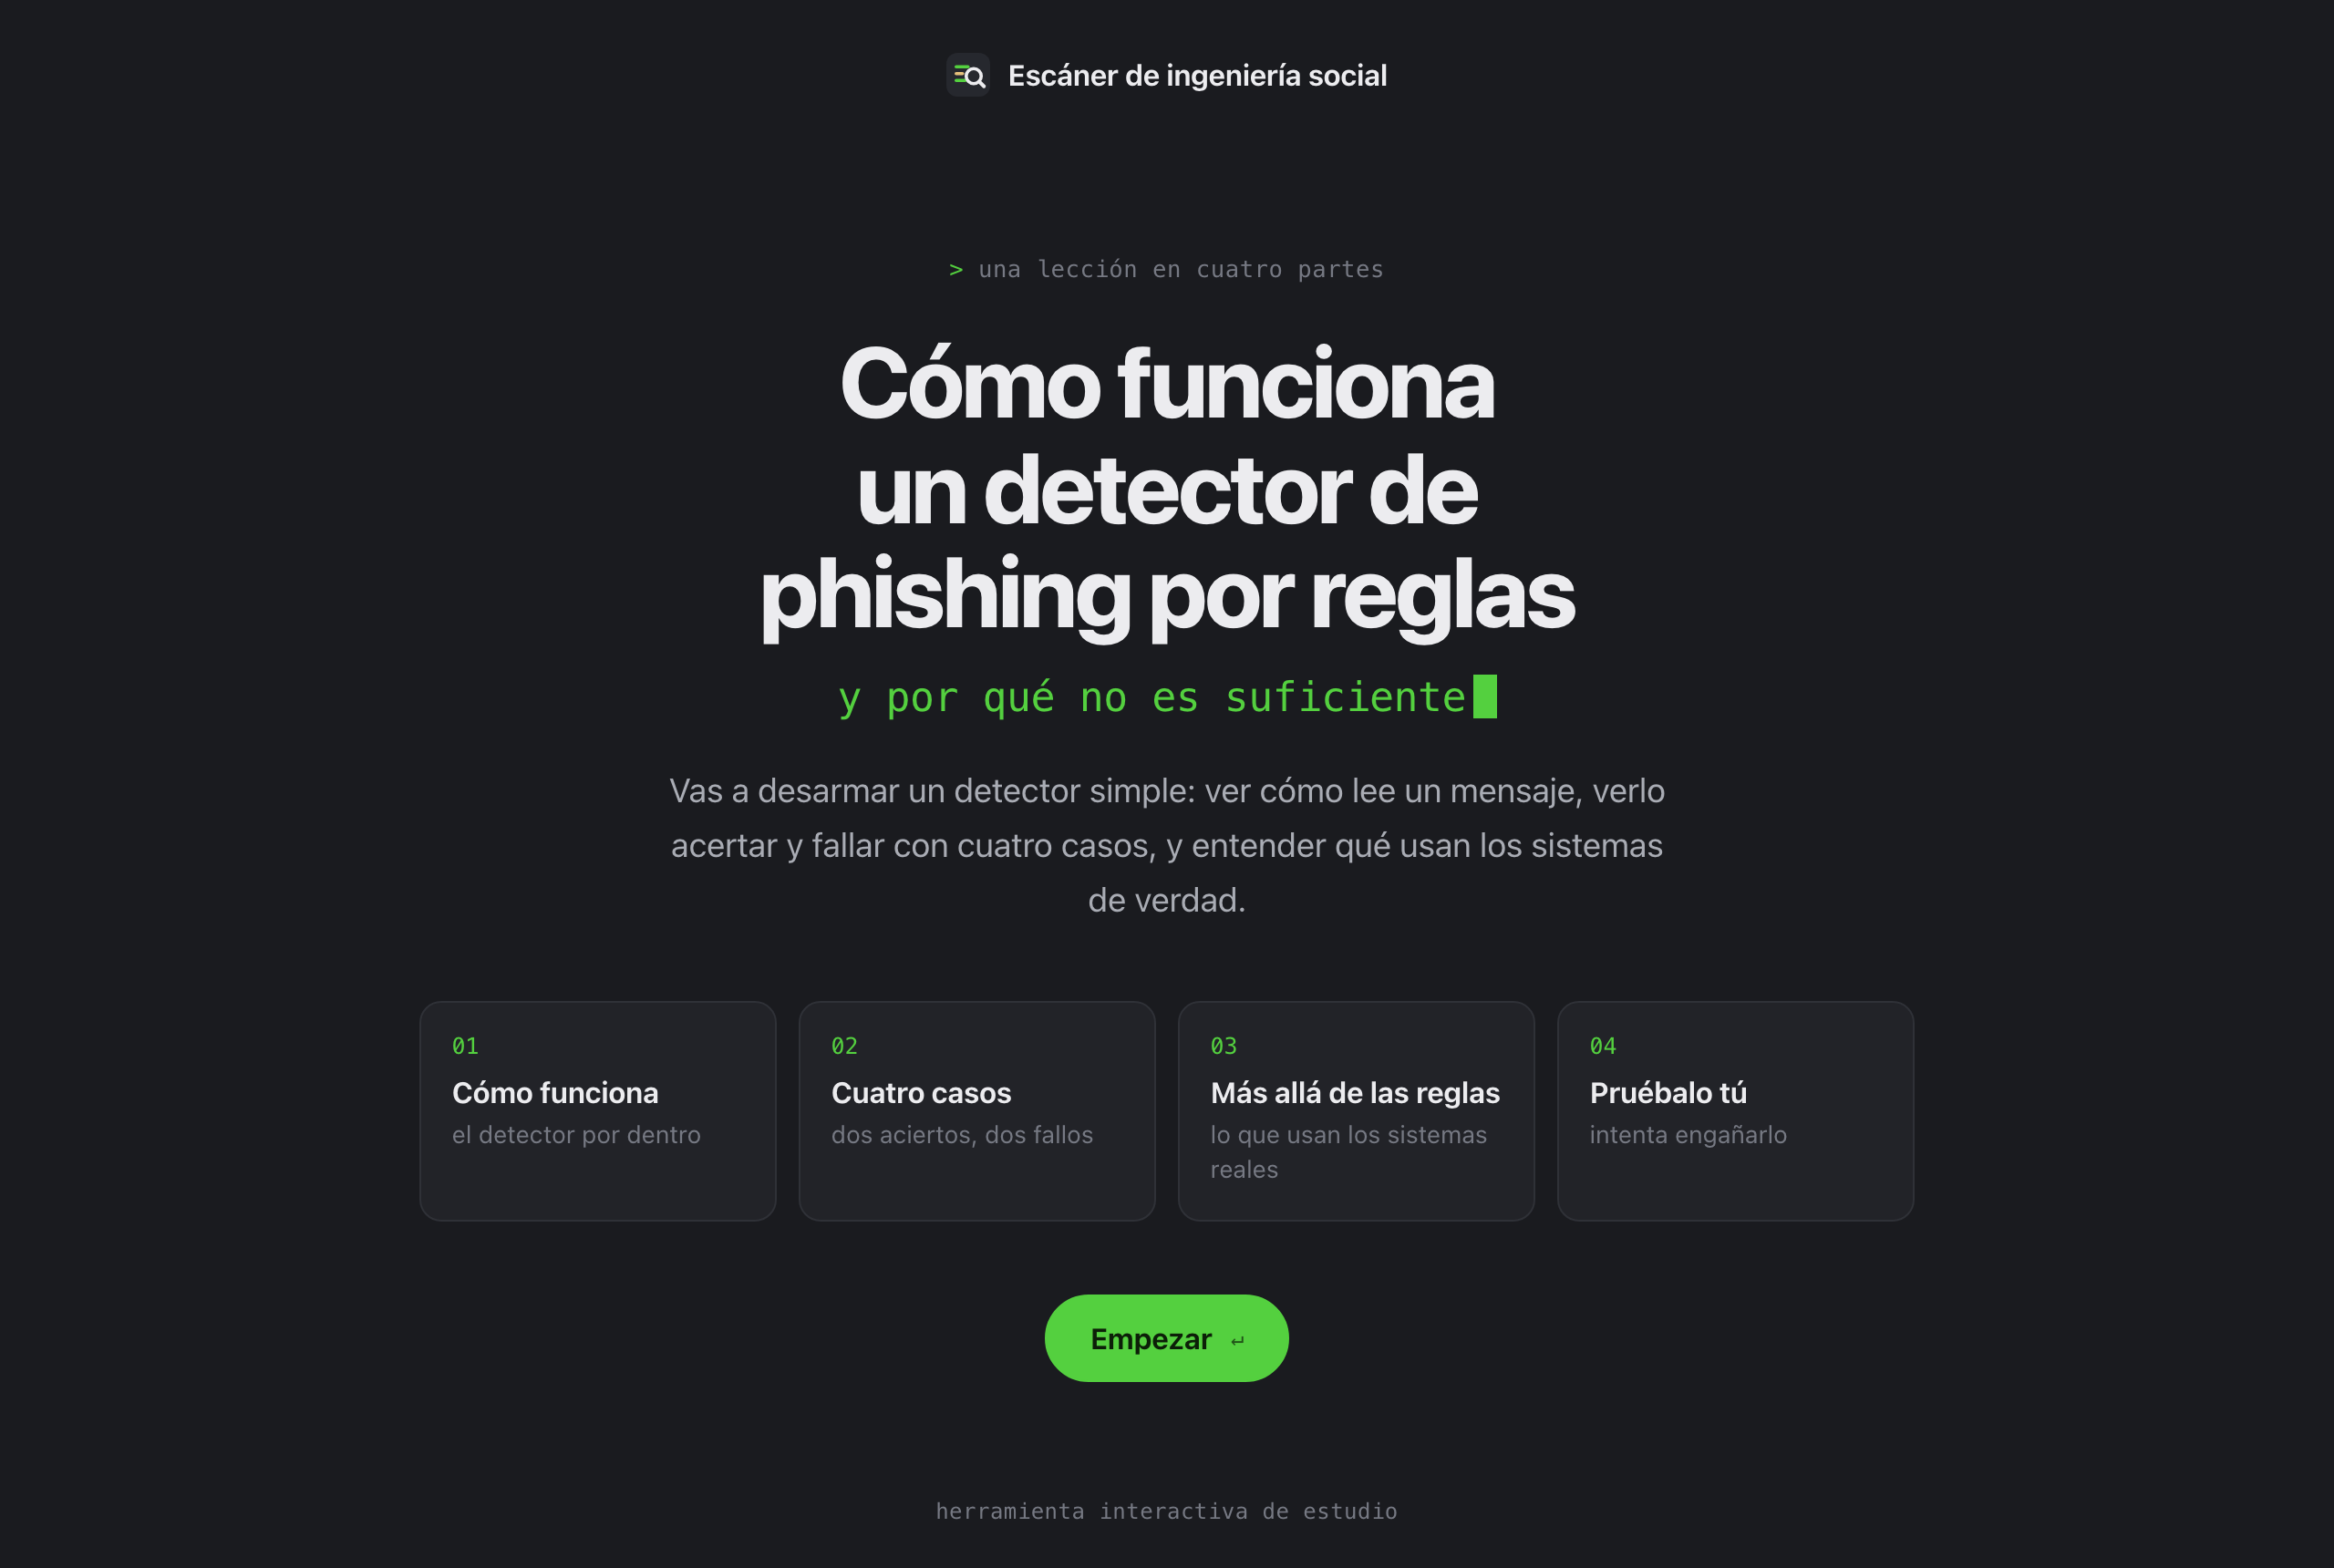 Escáner de ingeniería social
> una lección en cuatro partes
Cómo funciona
un detector de
phishing por reglas
y por qué no es suficiente
Vas a desarmar un detector simple: ver cómo lee un mensaje, verlo
acertar y fallar con cuatro casos, y entender qué usan los sistemas
de verdad.
01
Cómo funciona
el detector por dentro
02
Cuatro casos
dos aciertos, dos fallos
03
Más allá de las reglas
lo que usan los sistemas
reales
04
Pruébalo tú
intenta engañarlo
Empezar ↵
herramienta interactiva de estudio